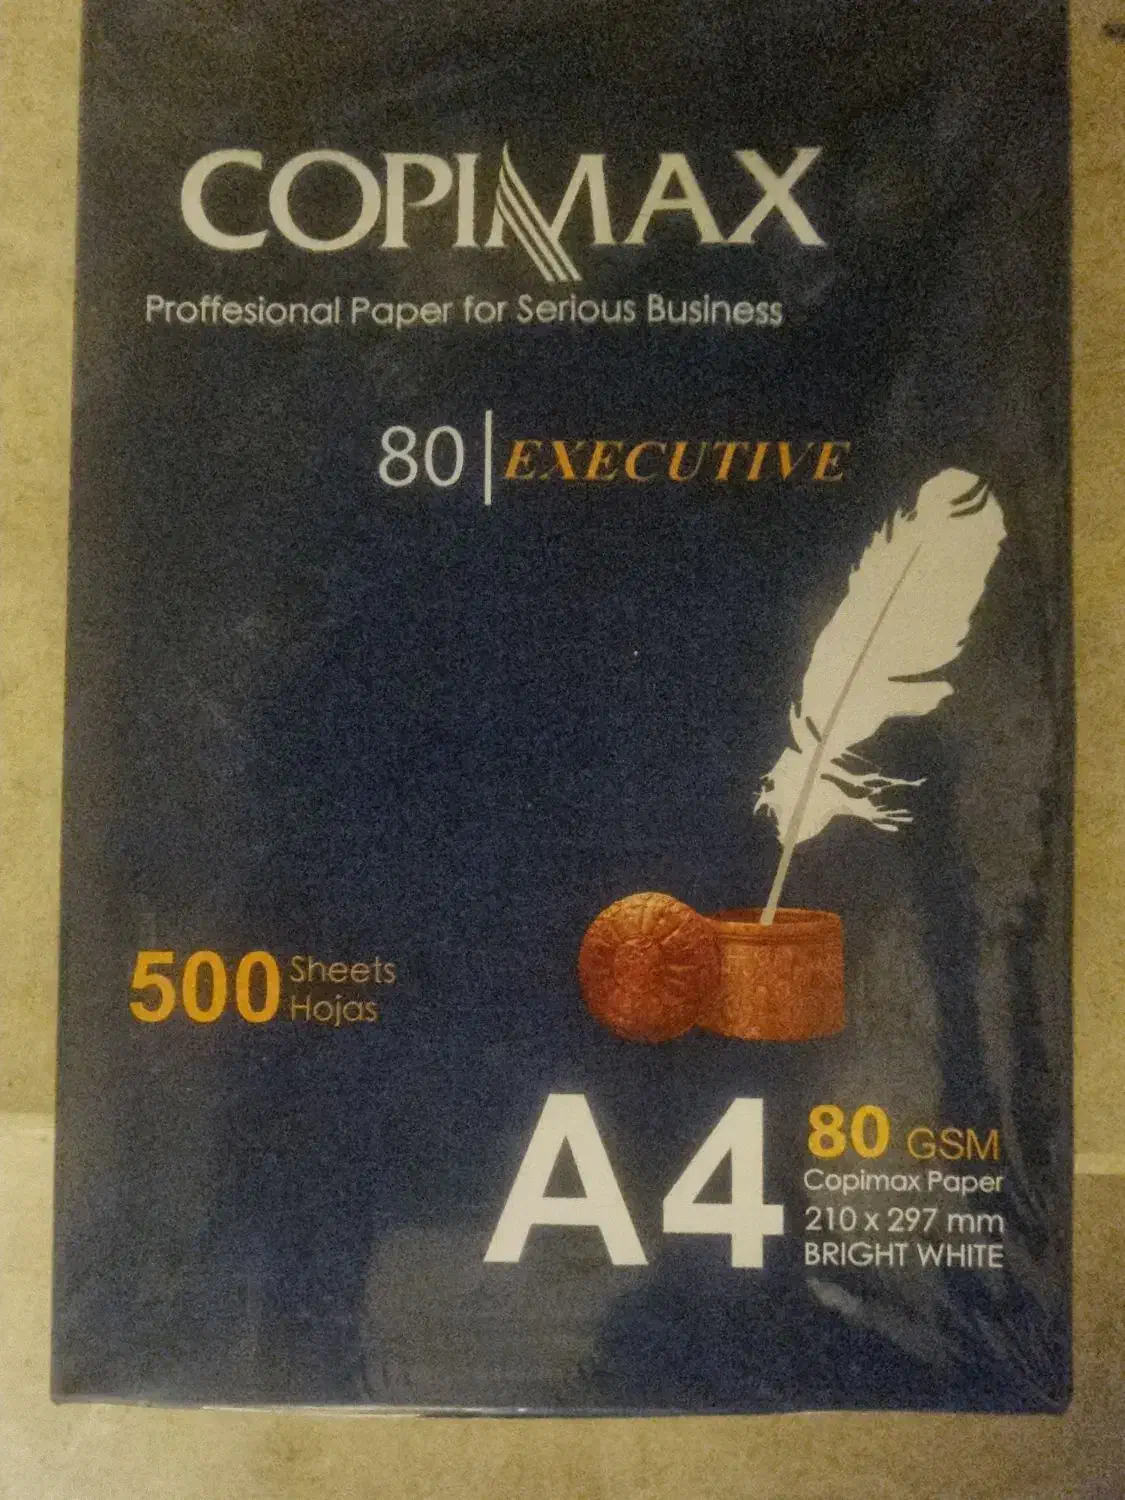 COPIMAX
Proffesional Paper for Serious Business
80 | EXECUTIVE
500 Sheets
Hojas
A4
80 GSM
Copimax Paper
210 x 297 mm
BRIGHT WHITE